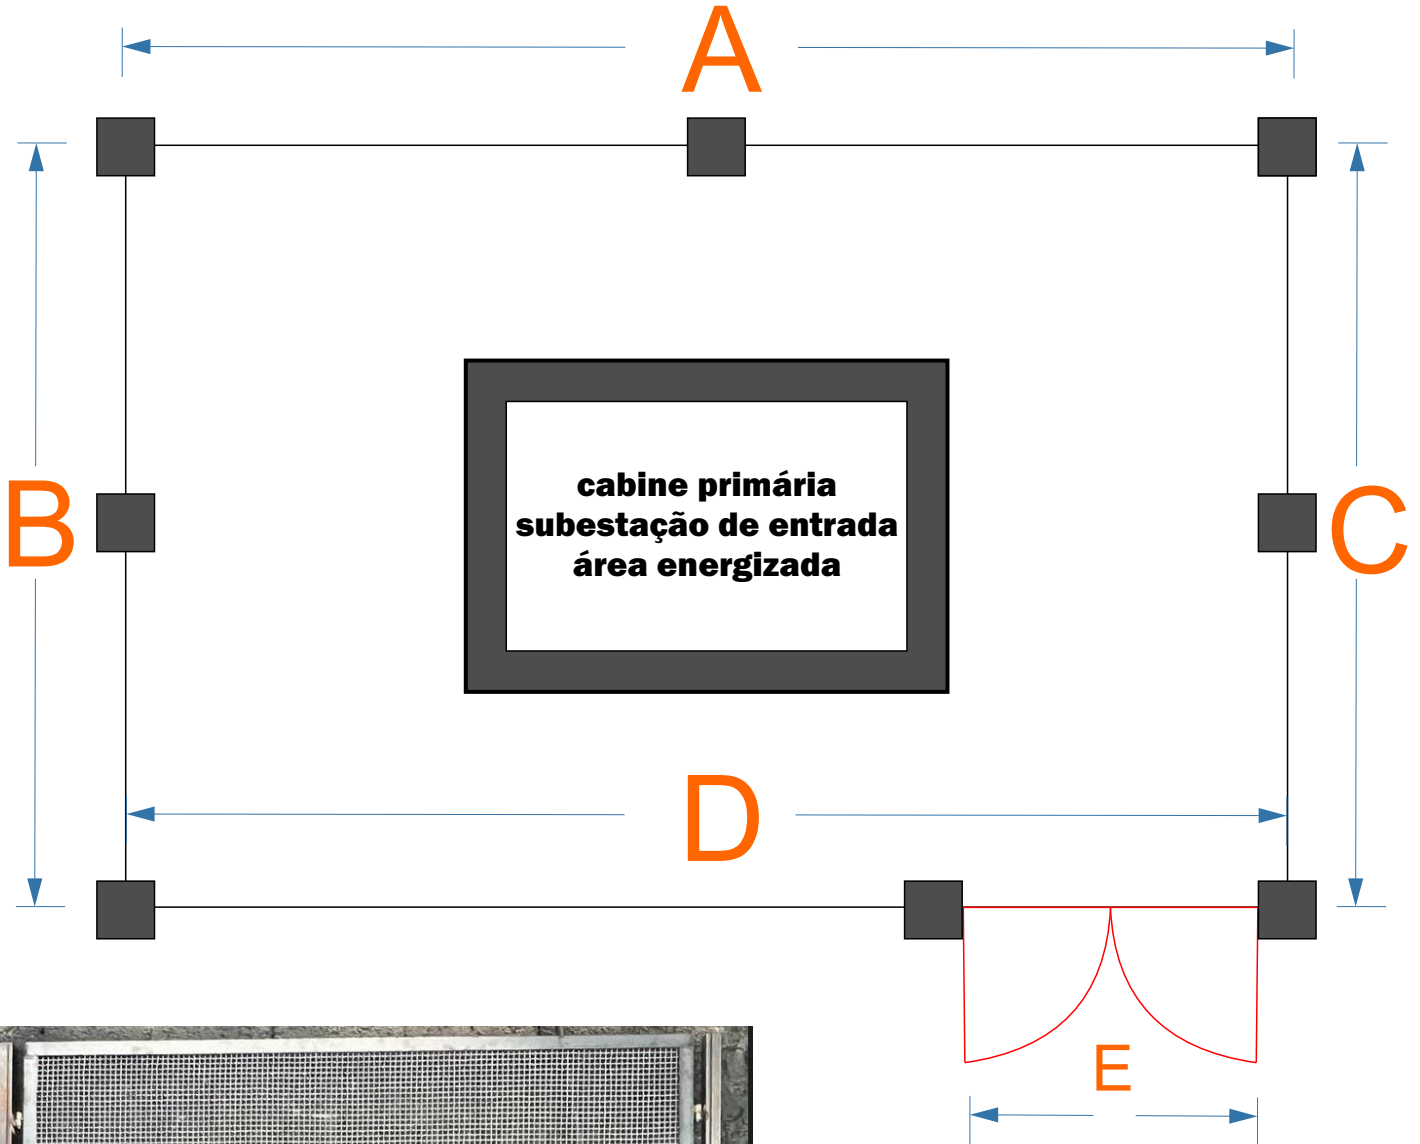 A
B
cabine primária
subestação de entrada
área energizada
C
D
E